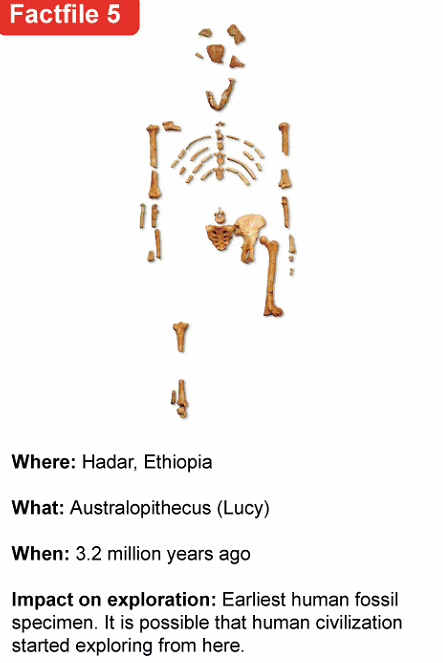 Factfile 5
Where: Hadar, Ethiopia
What: Australopithecus (Lucy)
When: 3.2 million years ago
Impact on exploration: Earliest human fossil
specimen. It is possible that human civilization
started exploring from here.